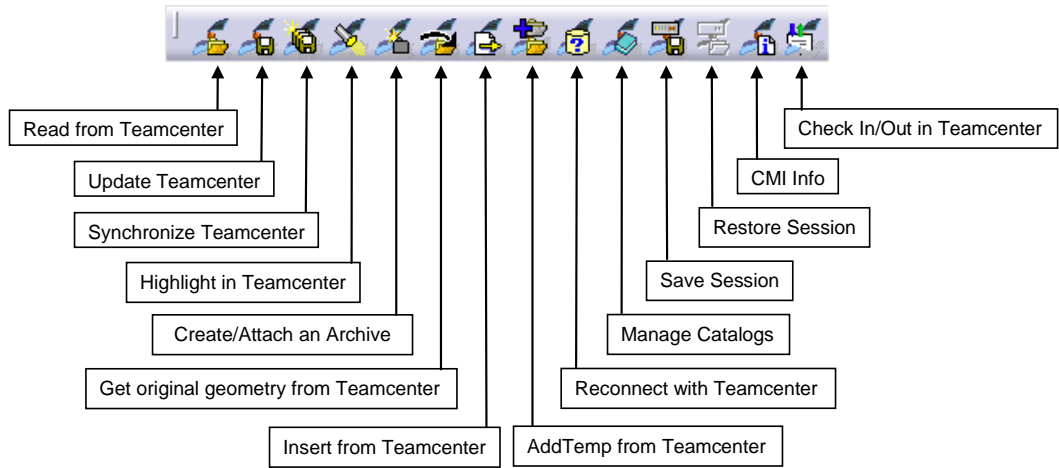 Read from Teamcenter
Check In/Out in Teamcenter
Update Teamcenter
CMI Info
Synchronize Teamcenter
Restore Session
Highlight in Teamcenter
Save Session
Create/Attach an Archive
Manage Catalogs
Get original geometry from Teamcenter
Reconnect with Teamcenter
Insert from Teamcenter
AddTemp from Teamcenter